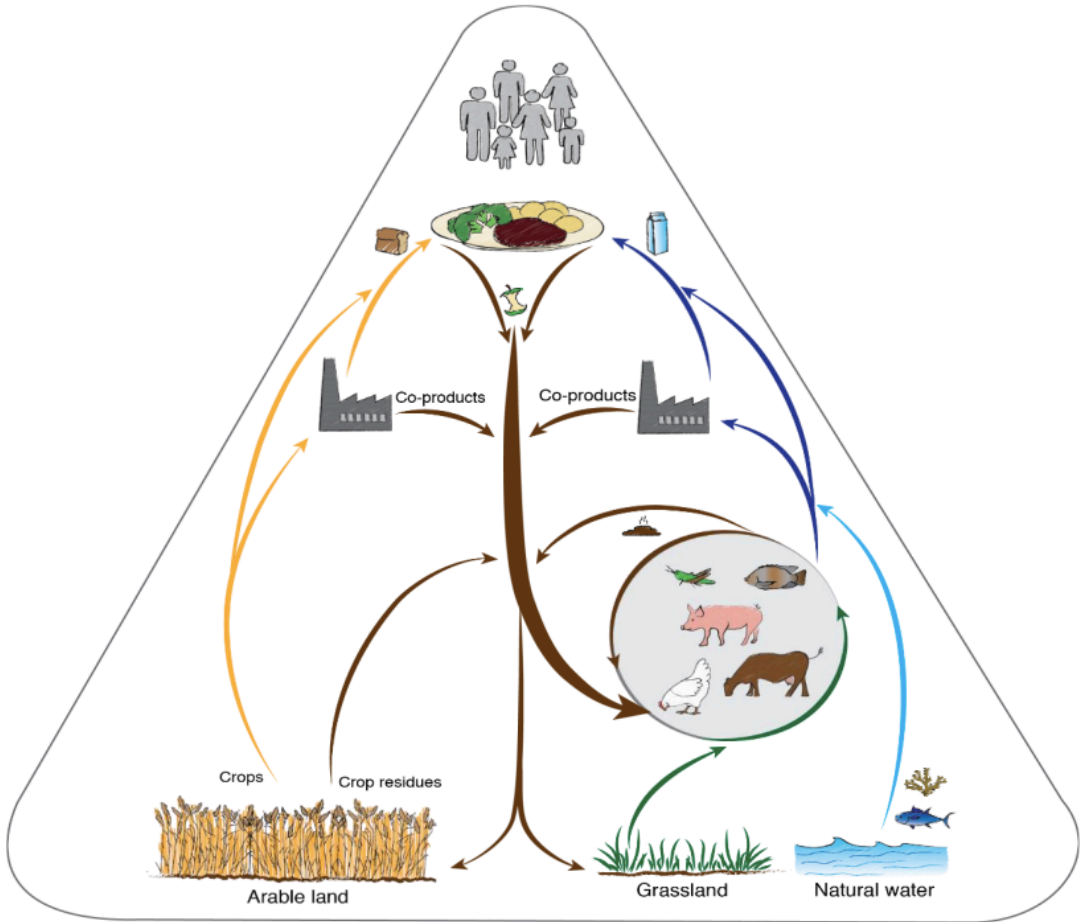 Co-products
Co-products
Crops
Crop residues
Arable land
Grassland
Natural water